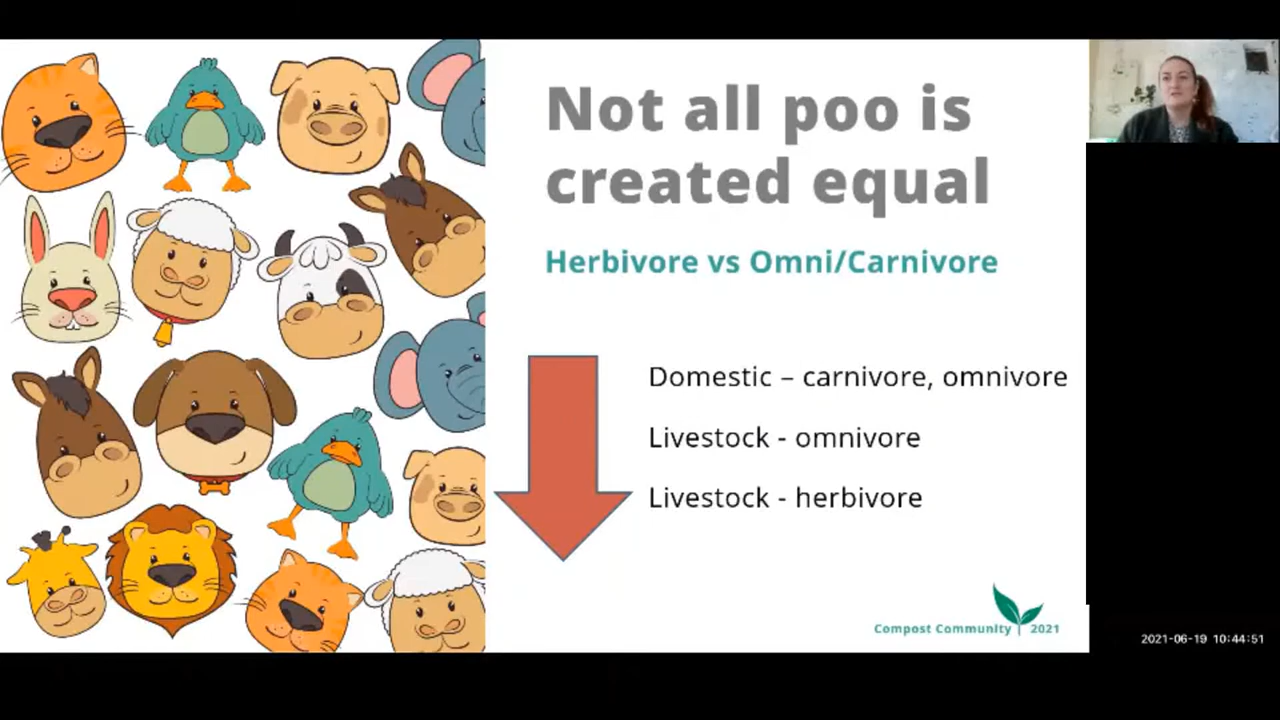 Not all poo is
created equal
Herbivore vs Omni/Carnivore
Domestic – carnivore, omnivore
Livestock - omnivore
Livestock - herbivore
Compost Community 2021
2021-06-19 10:44:51